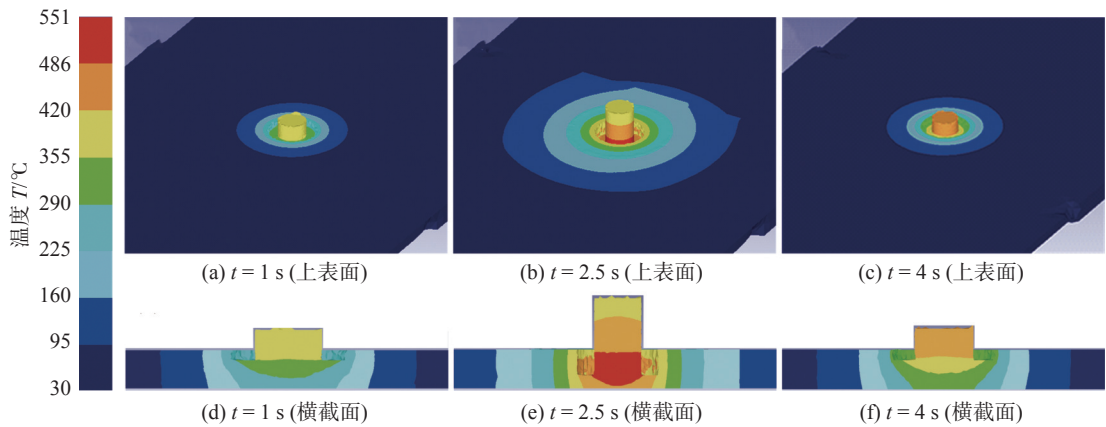 温度 T/℃
551
486
420
355
290
225
160
95
30
(a) t = 1 s (上表面)
(b) t = 2.5 s (上表面)
(c) t = 4 s (上表面)
(d) t = 1 s (横截面)
(e) t = 2.5 s (横截面)
(f) t = 4 s (横截面)